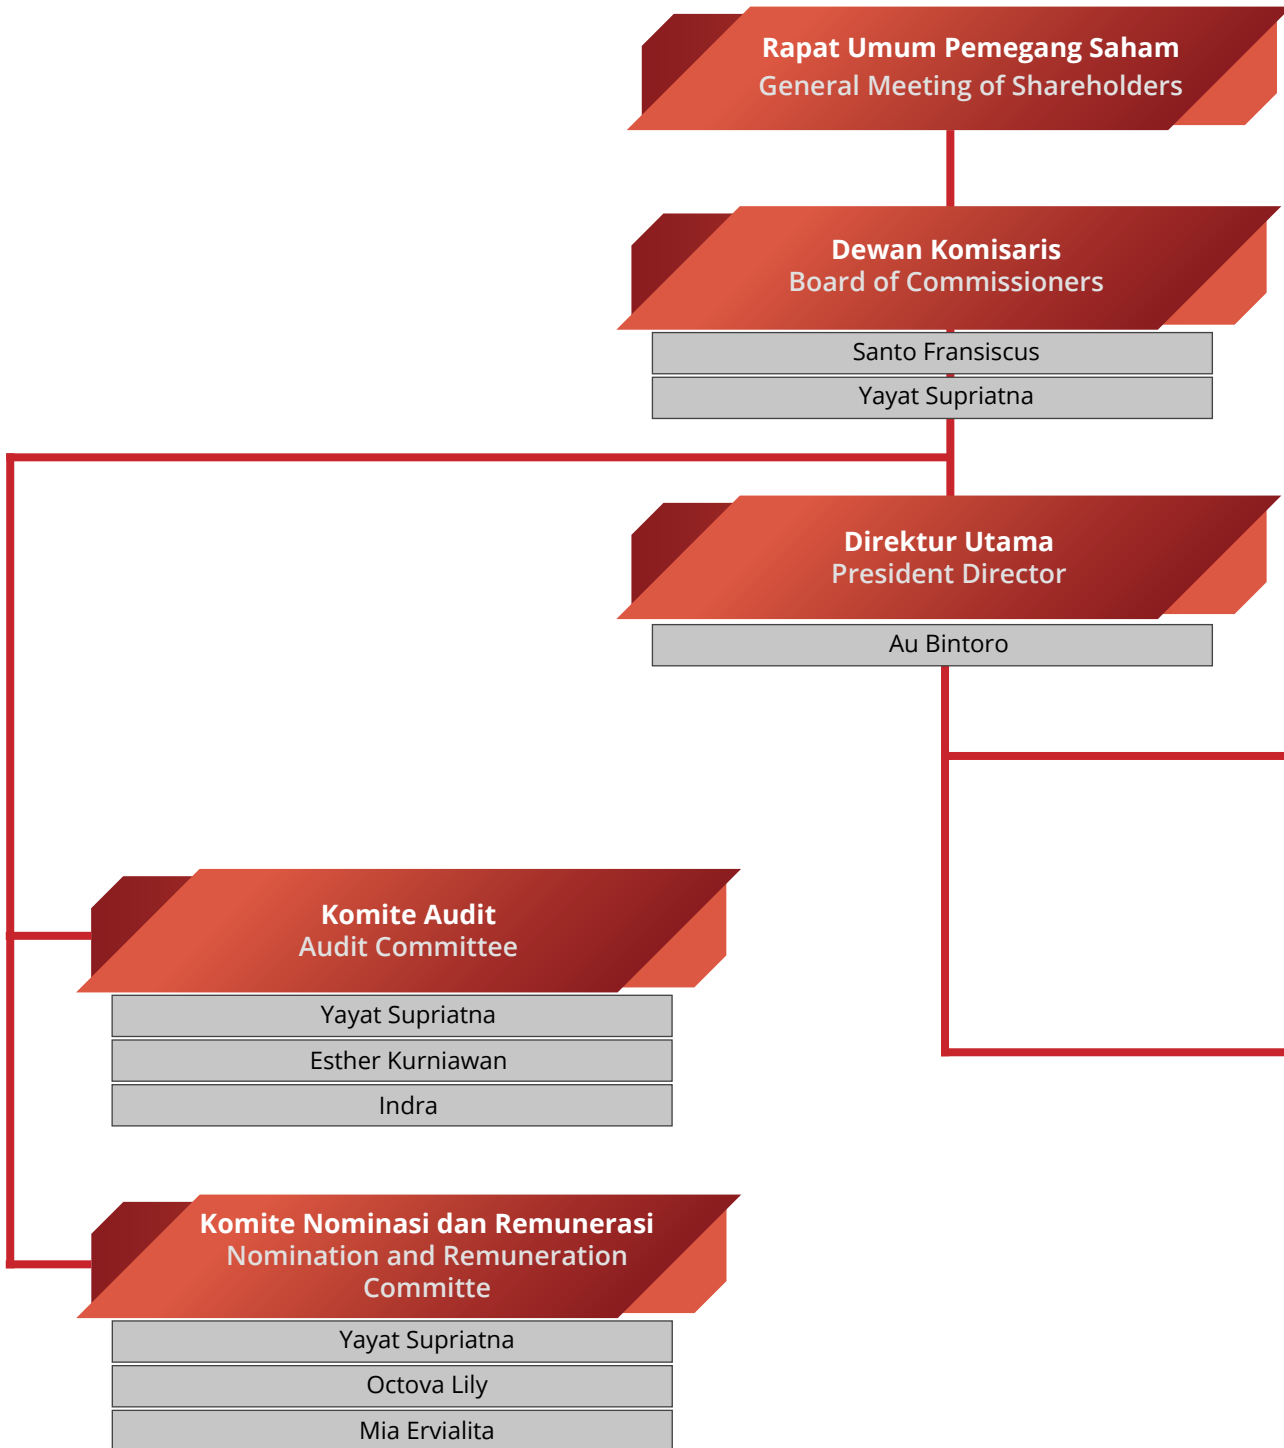 Rapat Umum Pemegang Saham
General Meeting of Shareholders
Dewan Komisaris
Board of Commissioners
Santo Fransiscus
Yayat Supriatna
Direktur Utama
President Director
Au Bintoro
Komite Audit
Audit Committee
Yayat Supriatna
Esther Kurniawan
Indra
Komite Nominasi dan Remunerasi
Nomination and Remuneration
Committe
Yayat Supriatna
Octova Lily
Mia Ervialita